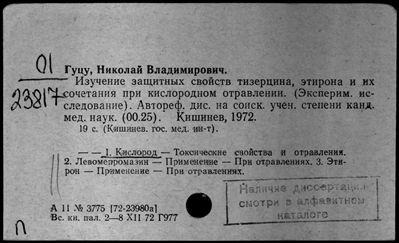 01
23817
Гуцу, Николай Владимирович.
Изучение защитных свойств тизерцина, этирона и их
сочетания при кислородном отравлении. (Эксперим. ис-
следование). Автореф. дис. на соиск. учен. степени канд.
мед. наук. (00.25). Кишинев, 1972.
19 с. (Кишинев. гос. мед. ин-т).
— — 1. Кислород — Токсические свойства и отравления.
2. Левомепромазин — Применение — При отравлениях. 3. Эти-
рон — Применение — При отравлениях.
Наличие диссертации
смотри в алфавитном
каталоге
А 11 № 3775 [72-23980а]
Вс. кн. пал. 2—8 XII 72 Г977
П